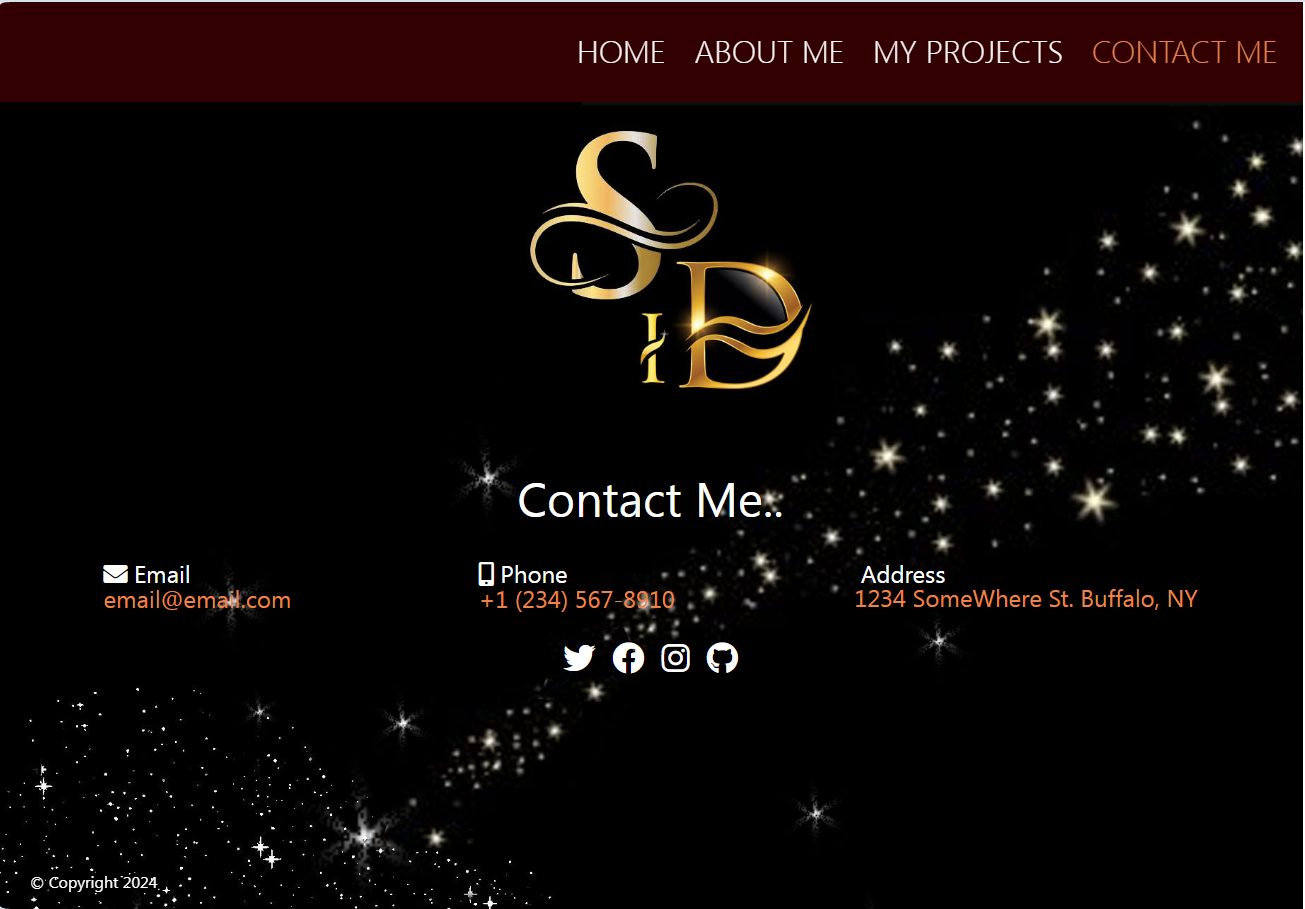 HOME ABOUT ME MY PROJECTS CONTACT ME
S
I D
Contact Me..
Email Phone Address
email@email.com +1 (234) 567-8910 1234 SomeWhere St. Buffalo, NY
© Copyright 2024